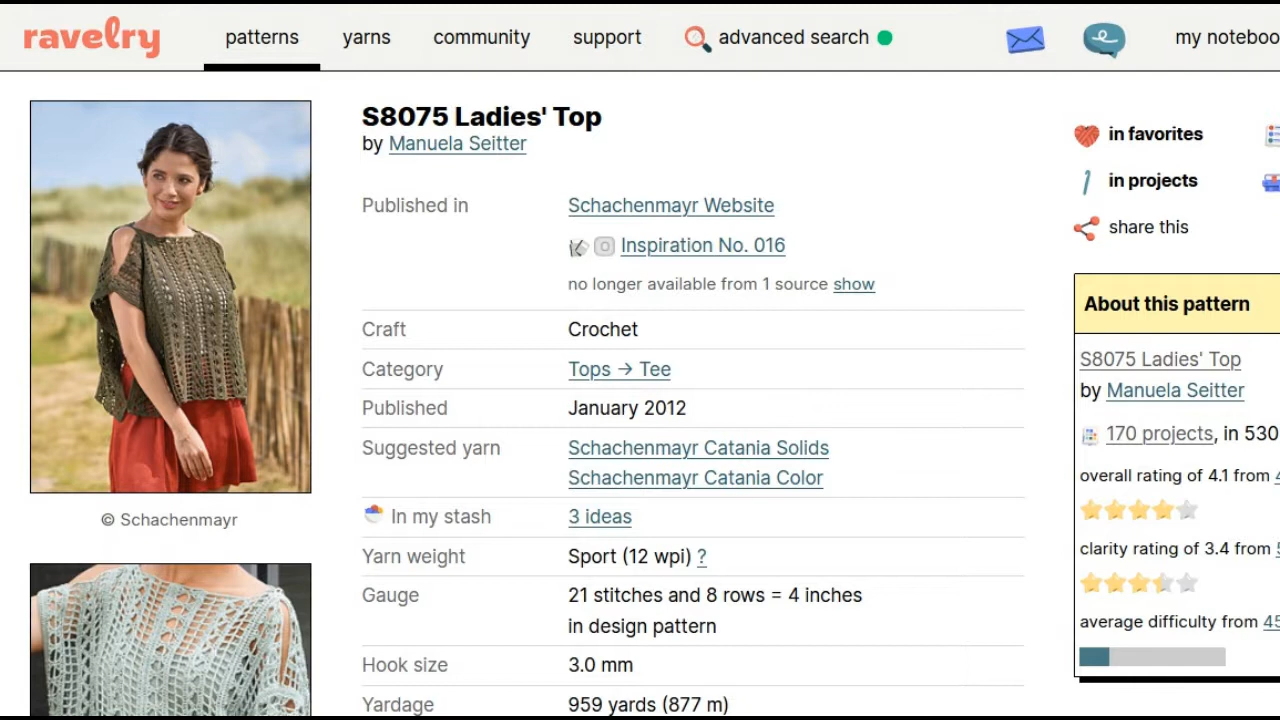 ravelry
patterns
yarns
community
support
advanced search
my noteboo
S8075 Ladies' Top
by Manuela Seitter
Published in Schachenmayr Website
Inspiration No. 016
no longer available from 1 source show
Craft Crochet
Category Tops → Tee
Published January 2012
Suggested yarn Schachenmayr Catania Solids
Schachenmayr Catania Color
In my stash 3 ideas
Yarn weight Sport (12 wpi) ?
Gauge 21 stitches and 8 rows = 4 inches
in design pattern
Hook size 3.0 mm
Yardage 959 yards (877 m)
© Schachenmayr
in favorites
in projects
share this
About this pattern
S8075 Ladies' Top
by Manuela Seitter
170 projects, in 530
overall rating of 4.1 from
clarity rating of 3.4 from
average difficulty from 45